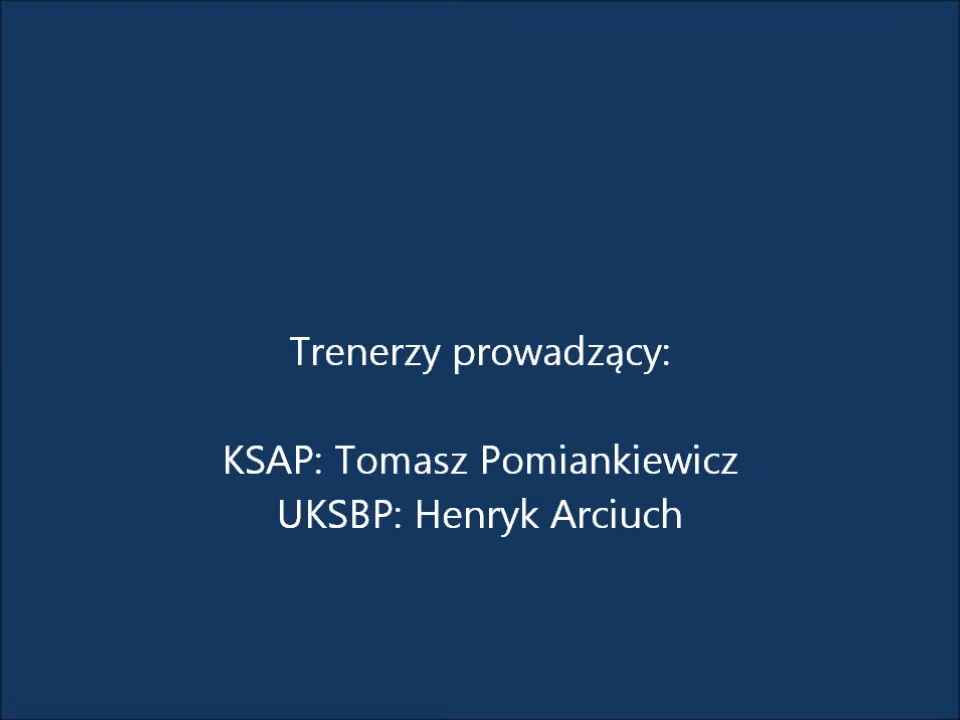 Trenerzy prowadzący:
KSAP: Tomasz Pomiankiewicz
UKSBP: Henryk Arciuch